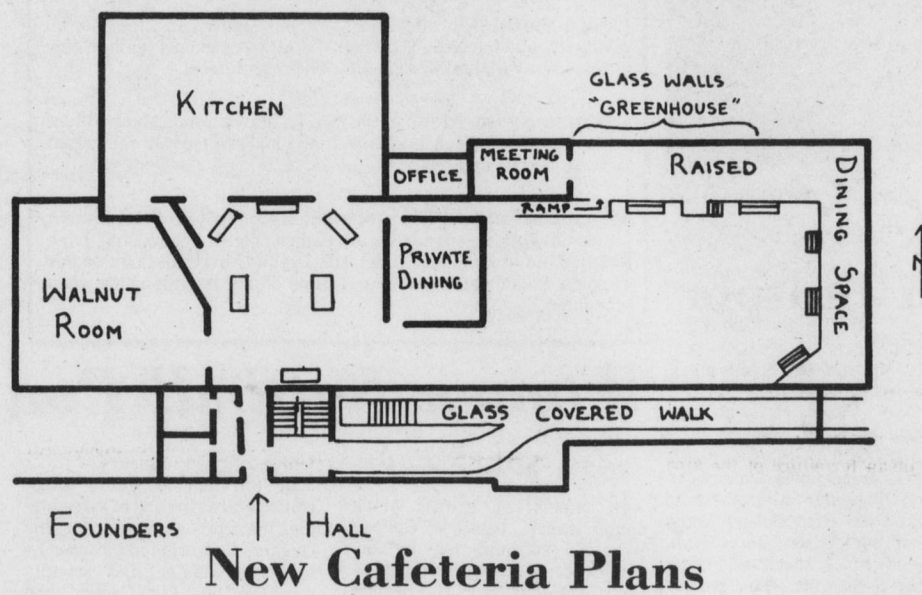 KITCHEN
GLASS WALLS
"GREENHOUSE"
OFFICE
MEETING
ROOM
RAISED
DINING SPACE
RAMP
WALNUT
ROOM
PRIVATE
DINING
N
GLASS COVERED WALK
FOUNDERS HALL
New Cafeteria Plans